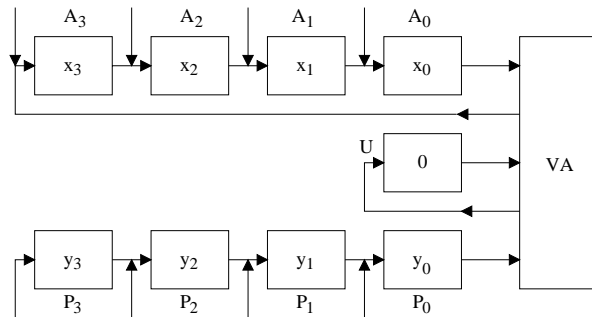 A3 A2 A1 A0
x3 x2 x1 x0
U
0 VA
y3 y2 y1 y0
P3 P2 P1 P0